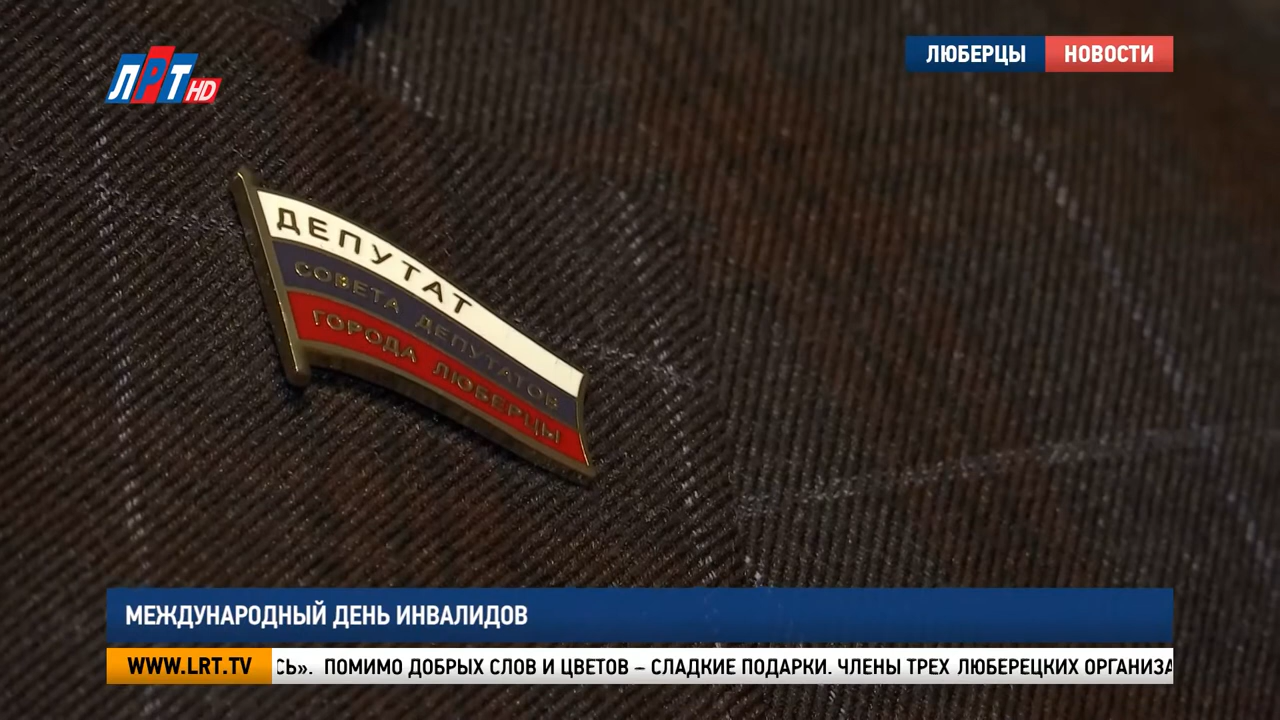 ЛРТ HD
ЛЮБЕРЦЫ НОВОСТИ
ДЕПУТАТ
СОВЕТА ДЕПУТАТОВ
ГОРОДА ЛЮБЕРЦЫ
МЕЖДУНАРОДНЫЙ ДЕНЬ ИНВАЛИДОВ
WWW.LRT.TV СЬ». ПОМИМО ДОБРЫХ СЛОВ И ЦВЕТОВ – СЛАДКИЕ ПОДАРКИ. ЧЛЕНЫ ТРЕХ ЛЮБЕРЕЦКИХ ОРГАНИЗА